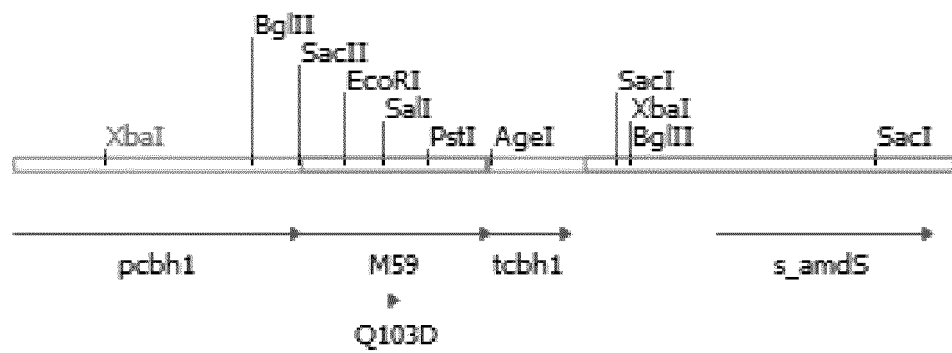 BglII
SacII
EcoRI
SalI
PstI
AgeI
SacI
XbaI
BglII
XbaI
SacI
pcbh1
M59
tcbh1
s_amdS
Q103D